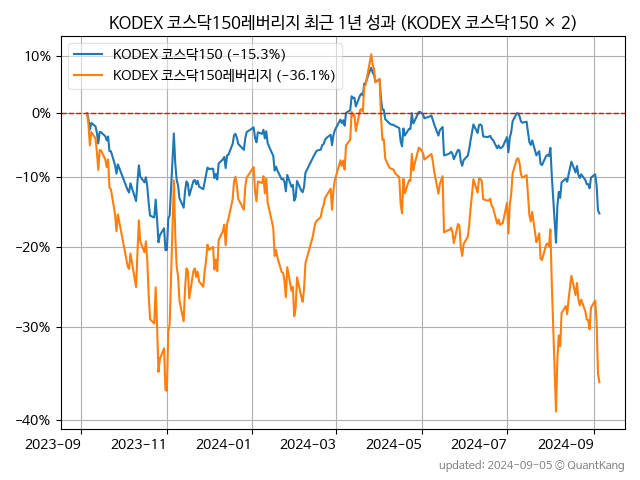 KODEX 코스닥150레버리지 최근 1년 성과 (KODEX 코스닥150 × 2)
KODEX 코스닥150 (−15.3%)
KODEX 코스닥150레버리지 (−36.1%)
10%
0%
−10%
−20%
−30%
−40%
2023-09 2023-11 2024-01 2024-03 2024-05 2024-07 2024-09
updated: 2024-09-05 © QuantKang